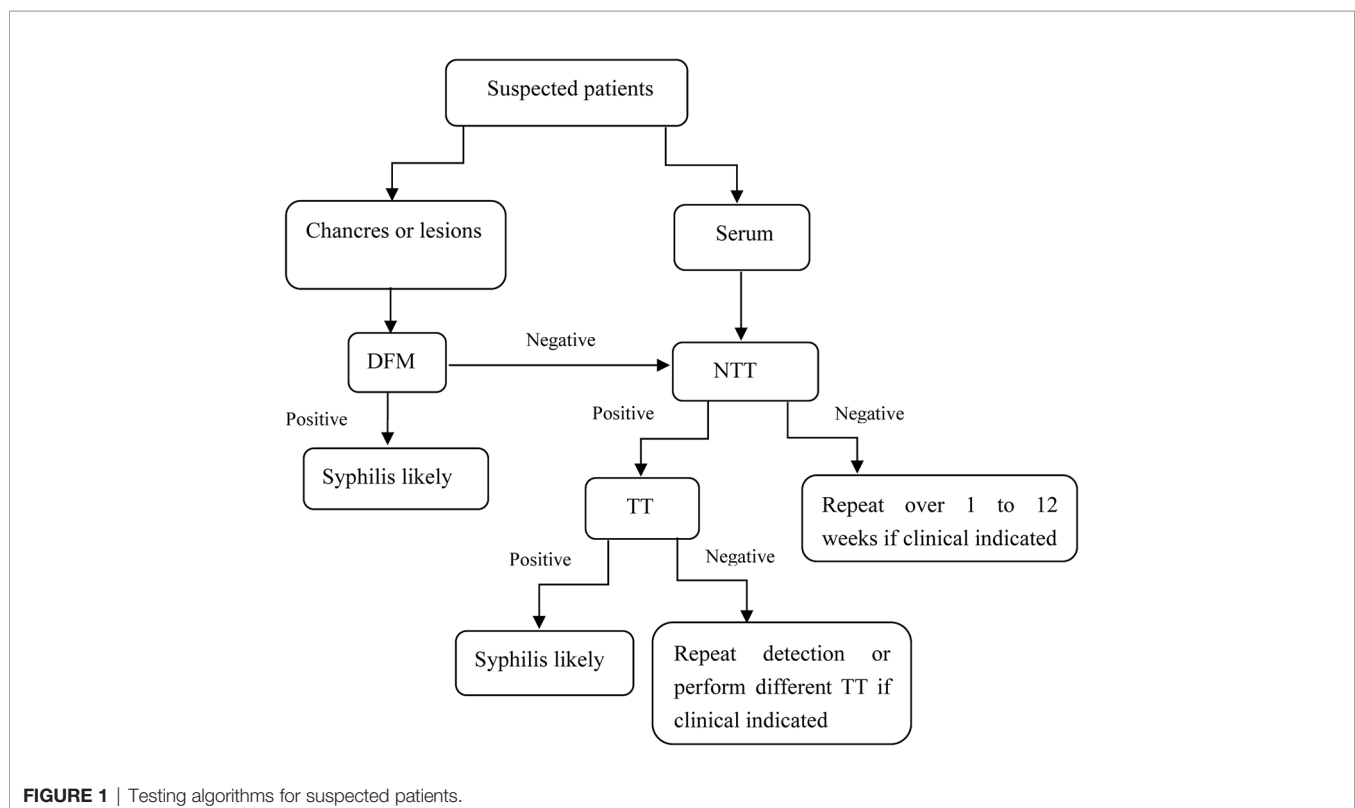 Suspected patients
Chancres or lesions
Serum
DFM
Negative
NTT
Positive
Positive
Negative
Syphilis likely
TT
Repeat over 1 to 12
weeks if clinical indicated
Positive
Negative
Syphilis likely
Repeat detection or
perform different TT if
clinical indicated
FIGURE 1 | Testing algorithms for suspected patients.